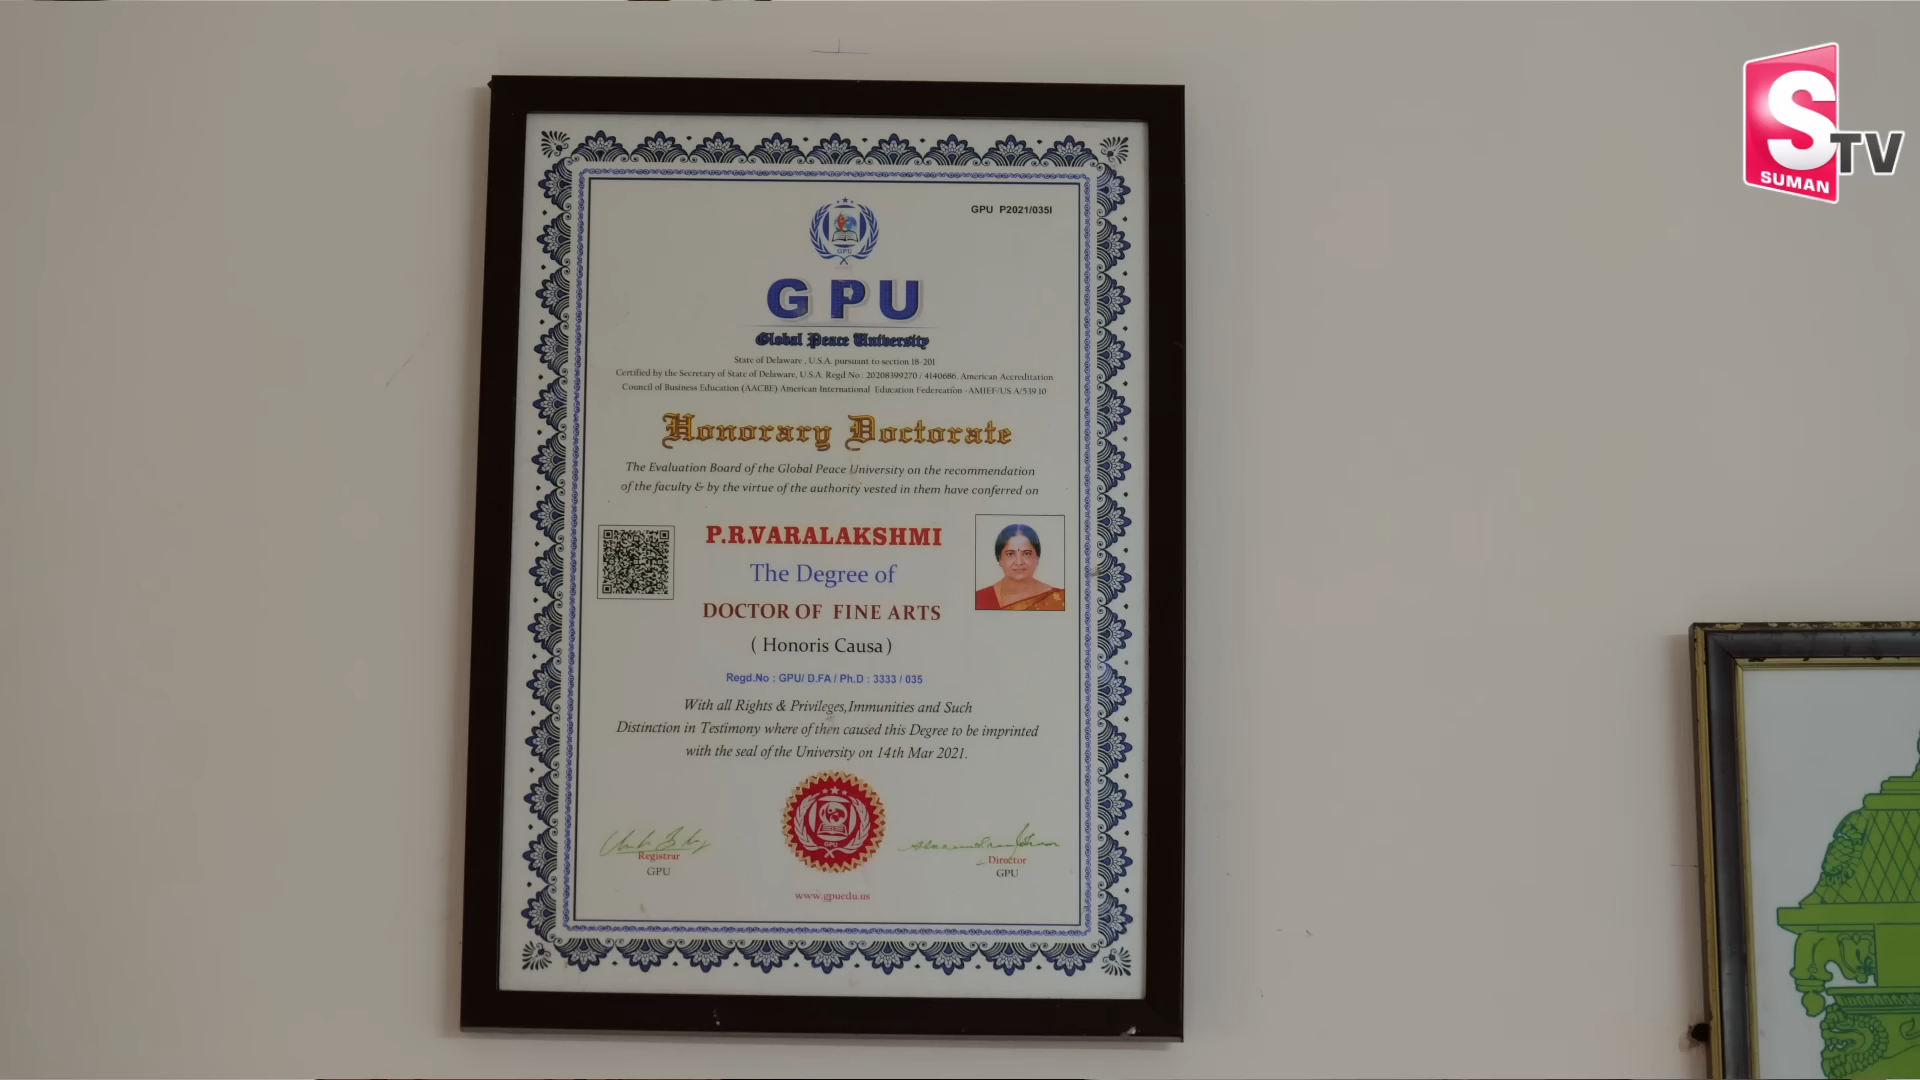 S
TV
SUMAN
GPU P2021/035I
GPU
G P U
Global Peace University
State of Delaware , U.S.A. pursuant to section 18-201
Certified by the Secretary of State of Delaware, U.S.A. Regd No : 20208399270 / 4140686. American Accreditation
Council of Business Education (AACBE) American International Education Federeation - AMIEF/US A/539 10
Honorary Doctorate
The Evaluation Board of the Global Peace University on the recommendation
of the faculty & by the virtue of the authority vested in them have conferred on
P.R.VARALAKSHMI
The Degree of
DOCTOR OF FINE ARTS
( Honoris Causa )
Regd.No : GPU/ D.FA / Ph.D : 3333 / 035
With all Rights & Privileges,Immunities and Such
Distinction in Testimony where of then caused this Degree to be imprinted
with the seal of the University on 14th Mar 2021.
GPU
Registrar
GPU
Director
GPU
www.gpuedu.us